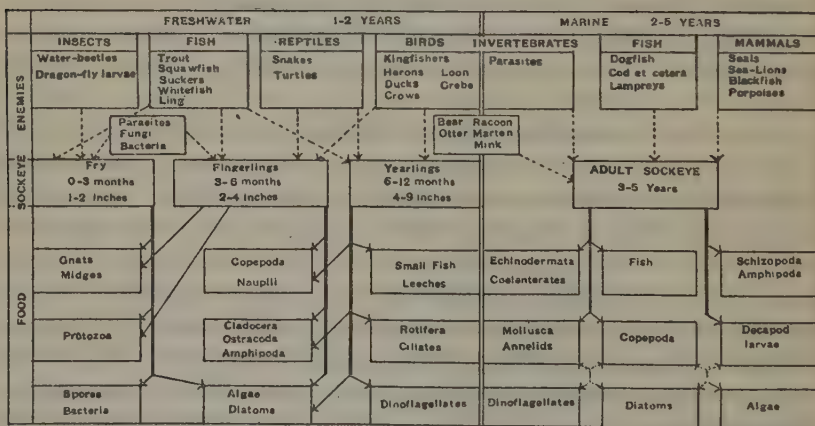 FRESHWATER 1-2 YEARS
MARINE 2-5 YEARS
ENEMIES
INSECTS
Water-beetles
Dragon-fly larvae
FISH
Trout
Squawfish
Suckers
Whitefish
Ling
REPTILES
Snakes
Turtles
BIRDS
Kingfishers
Herons Loon
Ducks Grebe
Crows
INVERTEBRATES
Parasites
FISH
Dogfish
Cod et cetera
Lampreys
MAMMALS
Seals
Sea-Lions
Blackfish
Porpoises
Parasites
Fungi
Bacteria
Bear Racoon
Otter Marten
Mink
SOCKEYE
Fry
0-3 months
1-2 Inches
Fingerlings
3-6 months
2-4 Inches
Yearlings
6-12 months
4-9 Inches
ADULT SOCKEYE
3-5 Years
FOOD
Gnats
Midges
Copepoda
Nauplii
Small Fish
Leeches
Echinodermata
Coelenterates
Fish
Schizopoda
Amphipoda
Protozoa
Cladocera
Ostracoda
Amphipoda
Rotifera
Ciliates
Mollusca
Annelids
Copepoda
Decapod
larvae
Spores
Bacteria
Algae
Diatoms
Dinoflagellates
Dinoflagellates
Diatoms
Algae